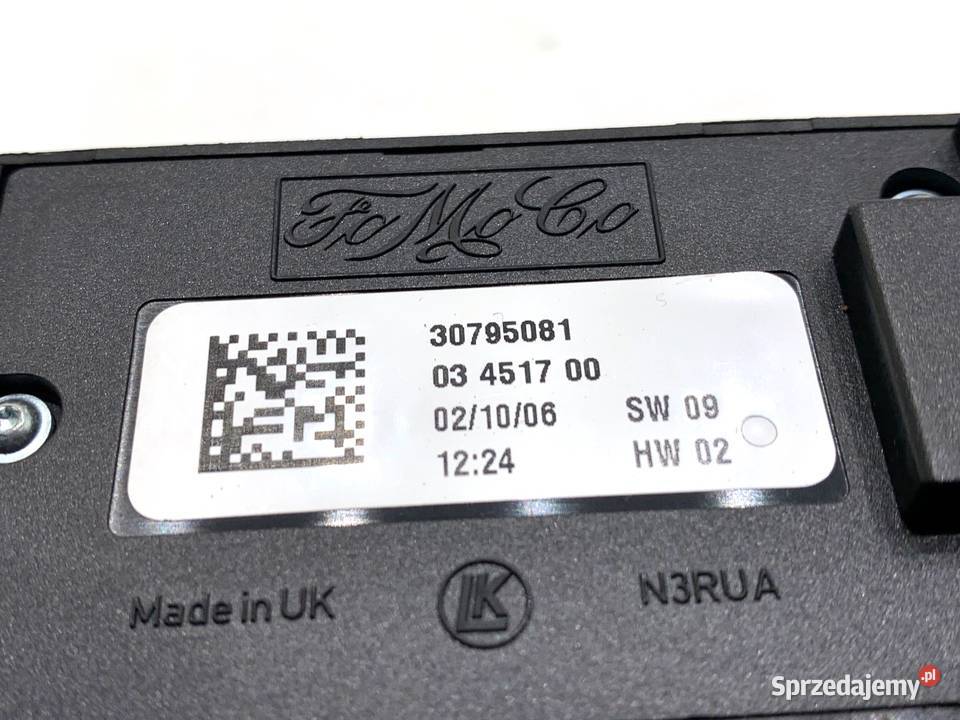 FoMoCo
30795081
03 4517 00
02/10/06 SW 09
12:24 HW 02
Made in UK LK N3RUA
Sprzedajemy.pl